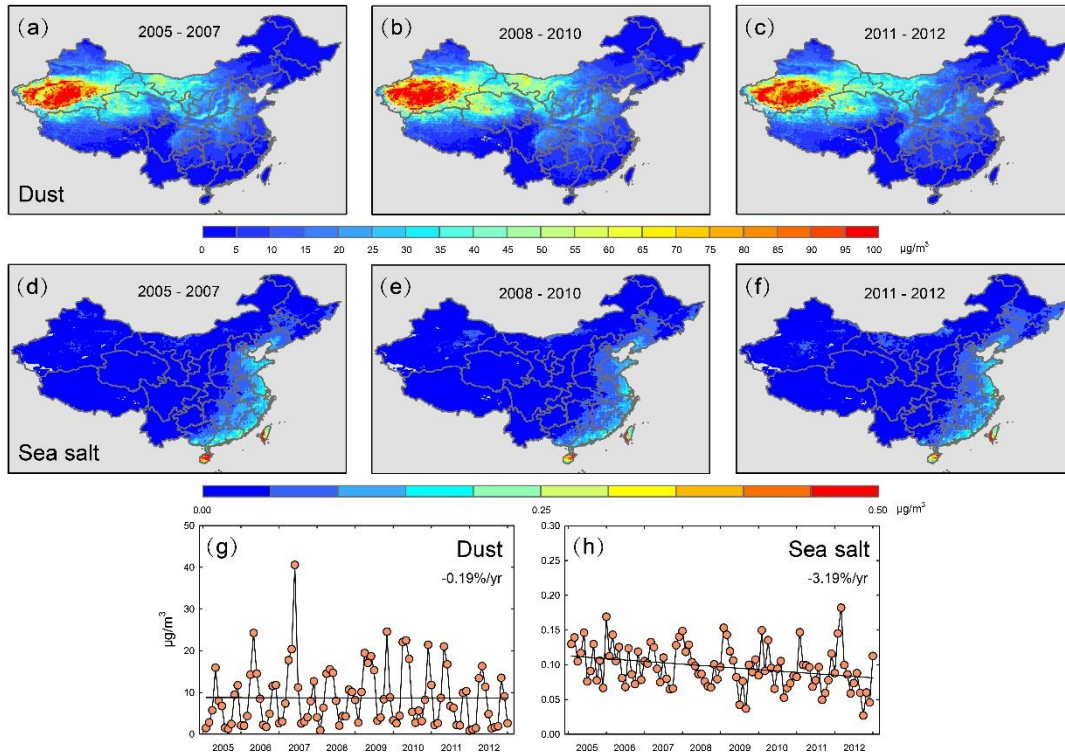 (a) 2005 - 2007
(b) 2008 - 2010
(c) 2011 - 2012
Dust
0 5 10 15 20 25 30 35 40 45 50 55 60 65 70 75 80 85 90 95 100 μg/m³
(d) 2005 - 2007
(e) 2008 - 2010
(f) 2011 - 2012
Sea salt
0.00 0.25 0.50 μg/m³
(g) Dust
-0.19%/yr
μg/m³
50
40
30
20
10
0
2005 2006 2007 2008 2009 2010 2011 2012
(h) Sea salt
-3.19%/yr
0.30
0.25
0.20
0.15
0.10
0.05
0.00
2005 2006 2007 2008 2009 2010 2011 2012